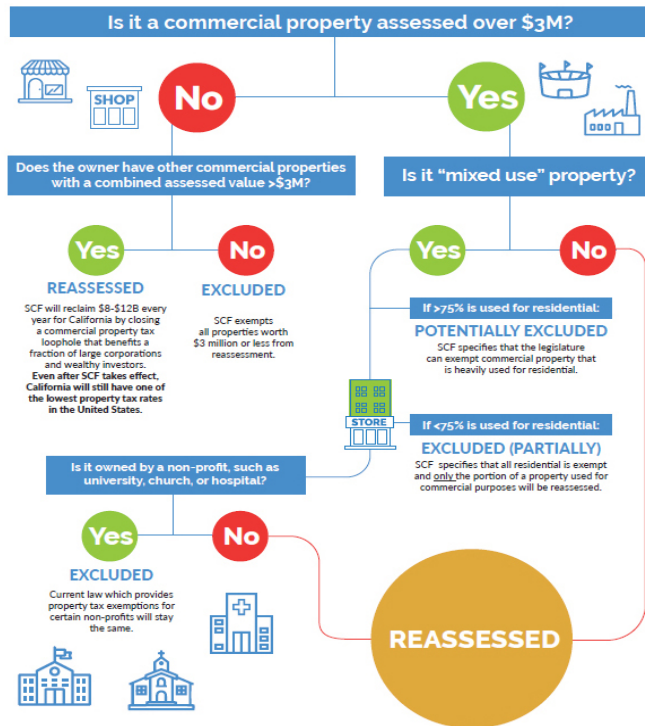 Is it a commercial property assessed over $3M?
SHOP
No
Yes
Does the owner have other commercial properties
with a combined assessed value >$3M?
Is it “mixed use” property?
Yes
No
REASSESSED
SCF will reclaim $8-$12B every
year for California by closing
a commercial property tax
loophole that benefits a
fraction of large corporations
and wealthy investors.
Even after SCF takes effect,
California will still have one of
the lowest property tax rates
in the United States.
EXCLUDED
SCF exempts
all properties worth
$3 million or less from
reassessment.
Yes
No
If >75% is used for residential:
POTENTIALLY EXCLUDED
SCF specifies that the legislature
can exempt commercial property that
is heavily used for residential.
STORE
If <75% is used for residential:
EXCLUDED (PARTIALLY)
SCF specifies that all residential is exempt
and only the portion of a property used for
commercial purposes will be reassessed.
Is it owned by a non-profit, such as
university, church, or hospital?
Yes
No
EXCLUDED
Current law which provides
property tax exemptions for
certain non-profits will stay
the same.
REASSESSED